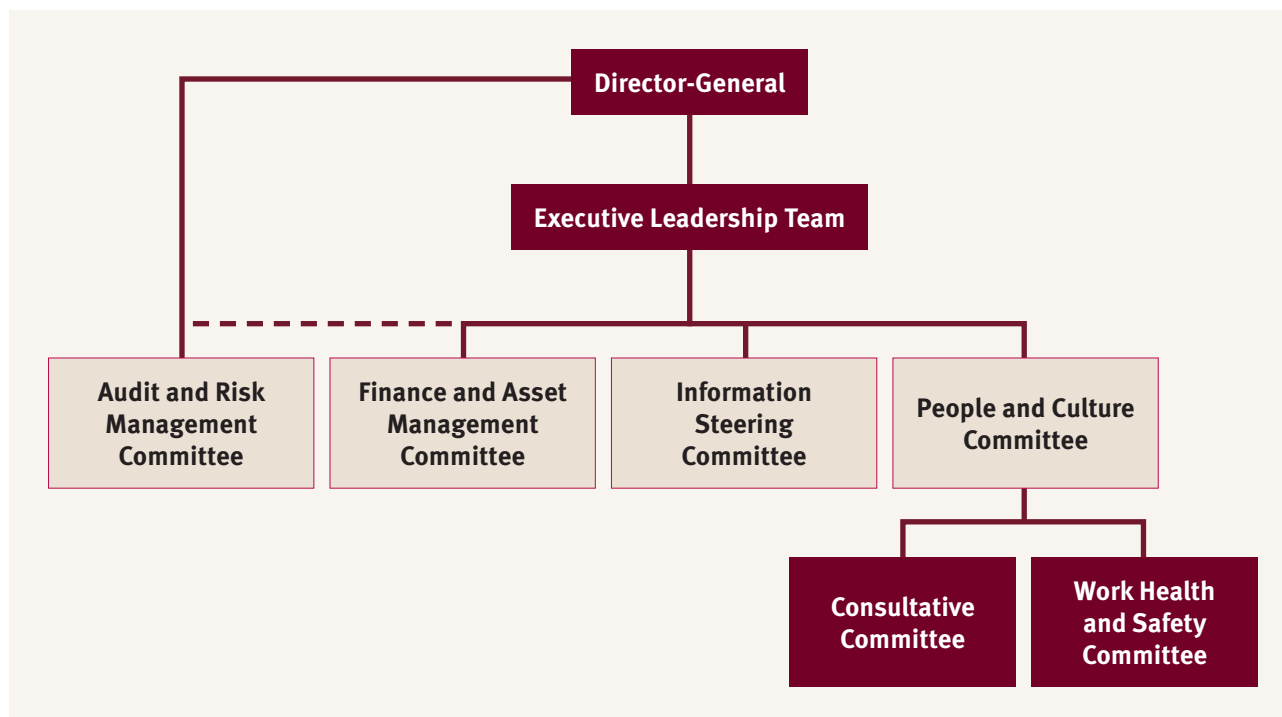 Director-General
Executive Leadership Team
Audit and Risk
Management
Committee
Finance and Asset
Management
Committee
Information
Steering
Committee
People and Culture
Committee
Consultative
Committee
Work Health
and Safety
Committee